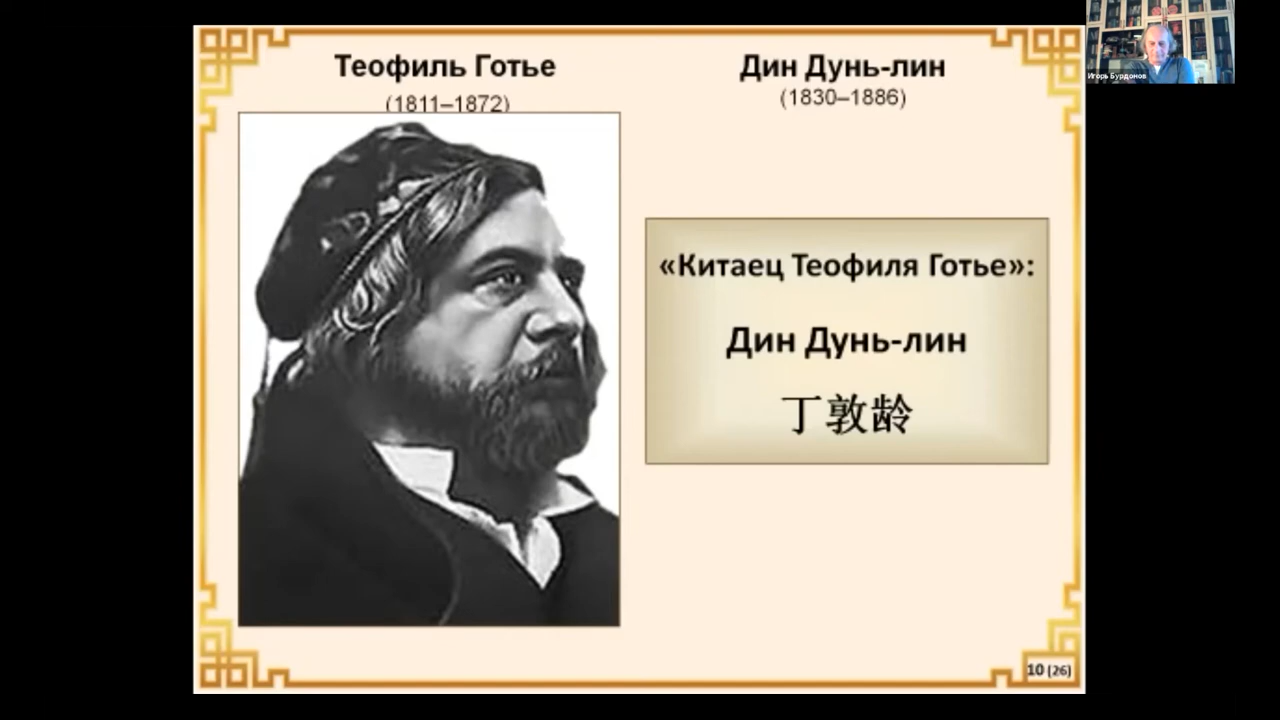 Теофиль Готье
(1811–1872)
Дин Дунь-лин
(1830–1886)
«Китаец Теофиля Готье»:
Дин Дунь-лин
丁敦龄
10 (26)
Игорь Бурдонов